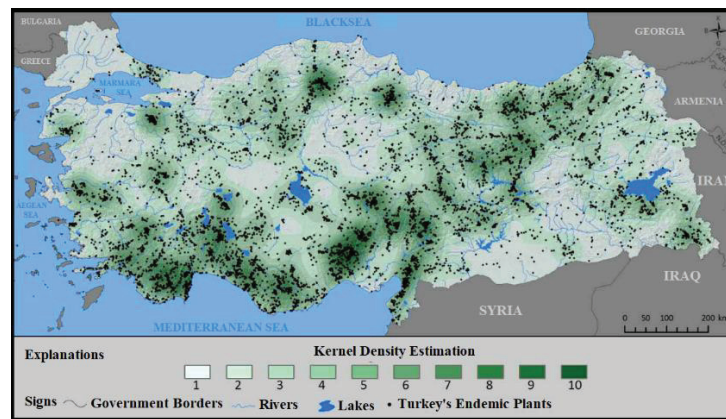 BLACKSEA
BULGARIA
GEORGIA
GREECE
MARMARA
SEA
ARMENIA
IRAN
AEGEAN
SEA
IRAQ
SYRIA
MEDITERRANEAN SEA
0 25 50 100 150 200 km
Explanations
Kernel Density Estimation
1 2 3 4 5 6 7 8 9 10
Signs Government Borders Rivers Lakes Turkey's Endemic Plants